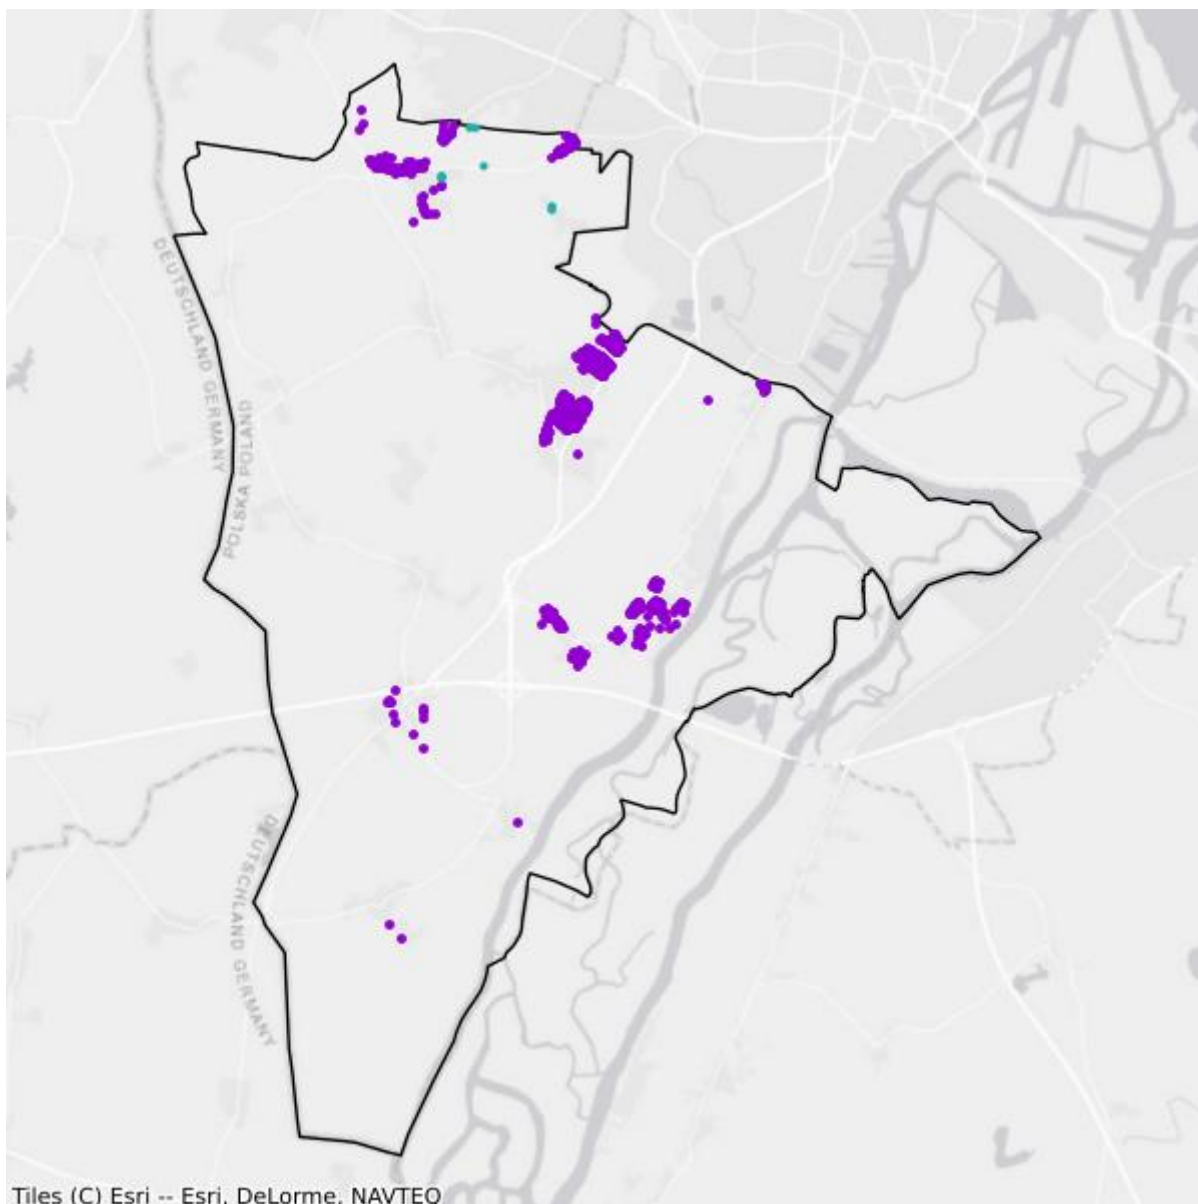 DEUTSCHLAND GERMANY
POLSKA POLAND
DEUTSCHLAND GERMANY
Tiles (C) Esri -- Esri, DeLorme, NAVTEQ